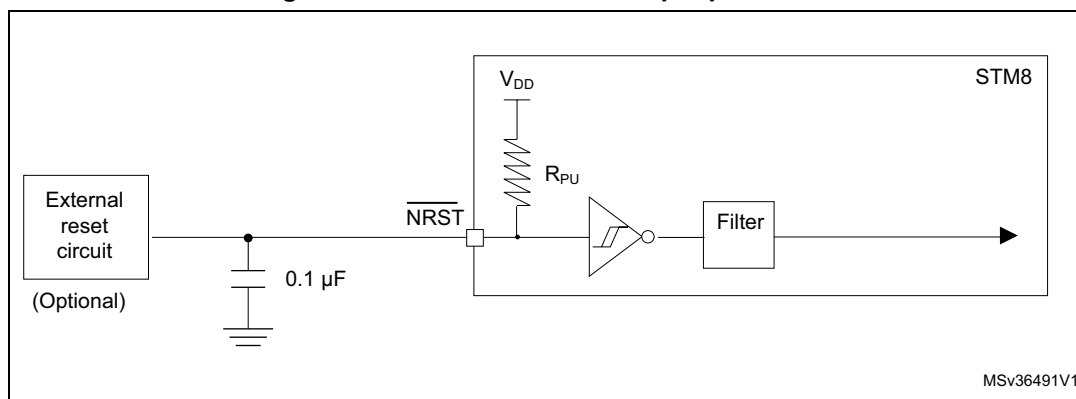 STM8
VDD
RPU
External
reset
circuit
(Optional)
NRST
Filter
0.1 µF
MSv36491V1